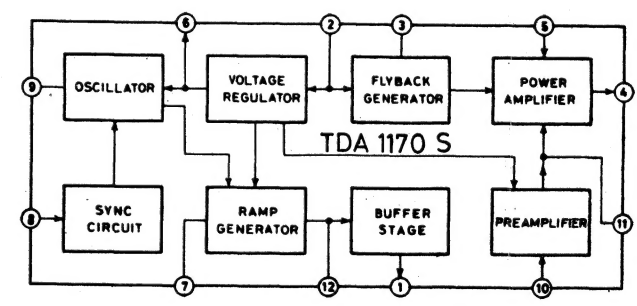 6 2 3 5
9 OSCILLATOR
VOLTAGE
REGULATOR
FLYBACK
GENERATOR
POWER
AMPLIFIER
4
TDA 1170 S
8 SYNC
CIRCUIT
RAMP
GENERATOR
BUFFER
STAGE
PREAMPLIFIER
11
7 12 1 10